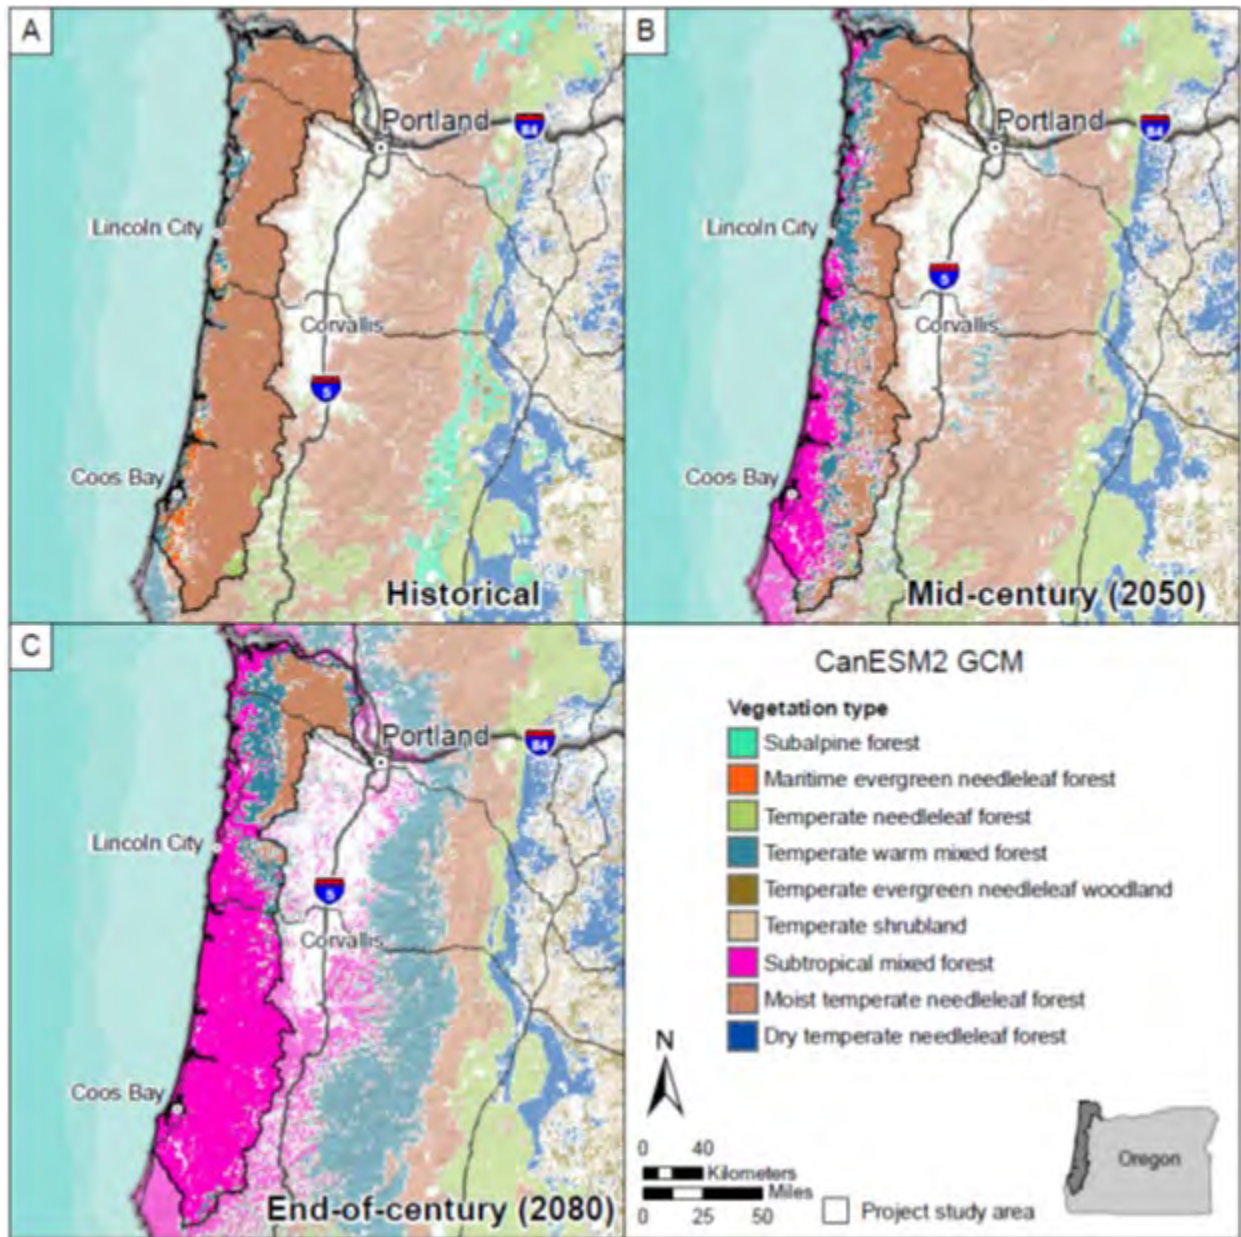 A
Portland
84
Lincoln City
Corvallis
5
Coos Bay
Historical
B
Portland
84
Lincoln City
5
Corvallis
Coos Bay
Mid-century (2050)
C
Portland
84
Lincoln City
5
Corvallis
Coos Bay
End-of-century (2080)
CanESM2 GCM
Vegetation type
Subalpine forest
Maritime evergreen needleleaf forest
Temperate needleleaf forest
Temperate warm mixed forest
Temperate evergreen needleleaf woodland
Temperate shrubland
Subtropical mixed forest
Moist temperate needleleaf forest
Dry temperate needleleaf forest
N
0 40
Kilometers
Miles
0 25 50
Project study area
Oregon